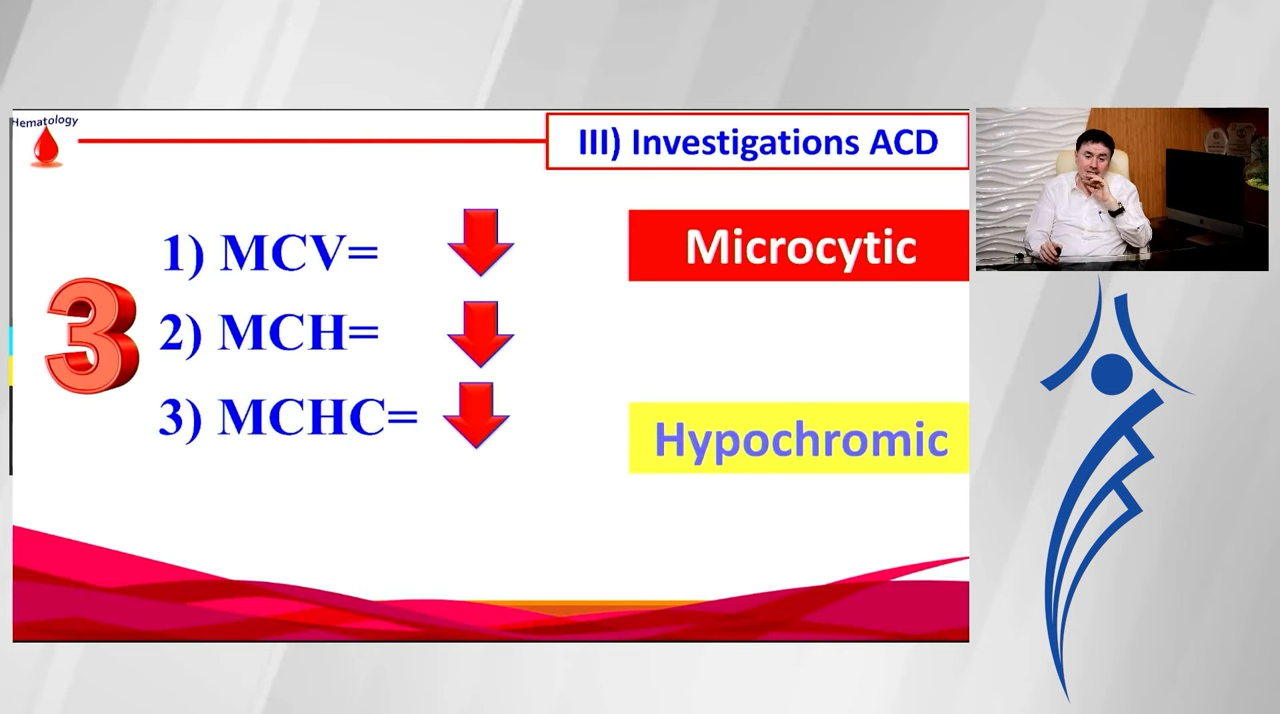 Hematology
III) Investigations ACD
1) MCV=
Microcytic
3
2) MCH=
3) MCHC=
Hypochromic